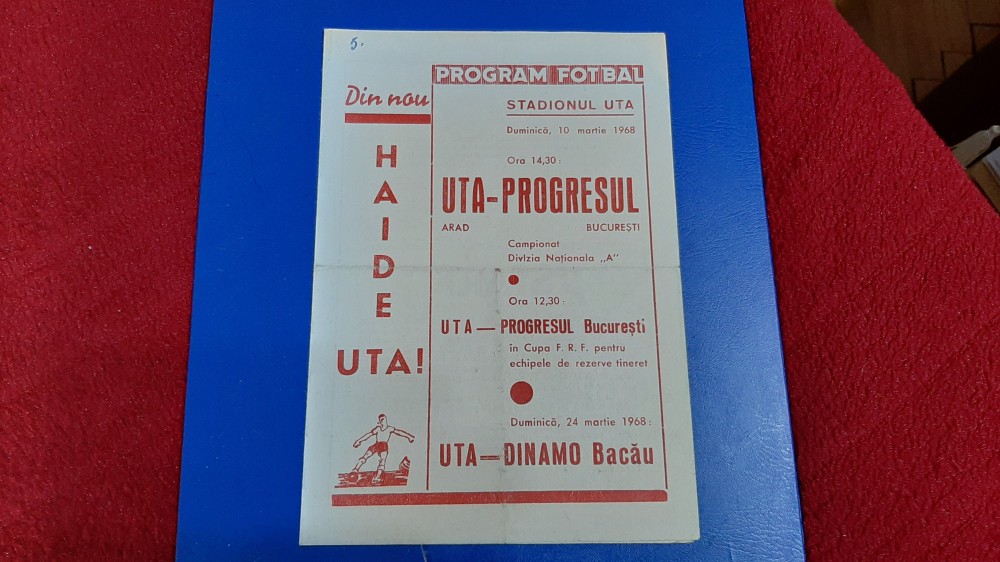 5.
Din nou
HAIDE
UTA!
PROGRAM FOTBAL
STADIONUL UTA
Duminică, 10 martie 1968
Ora 14,30:
UTA-PROGRESUL
ARAD BUCUREȘTI
Campionat
Divizia Naționala „A"
Ora 12,30:
UTA — PROGRESUL București
în Cupa F. R. F. pentru
echipele de rezerve tineret
Duminică, 24 martie 1968:
UTA — DINAMO Bacău